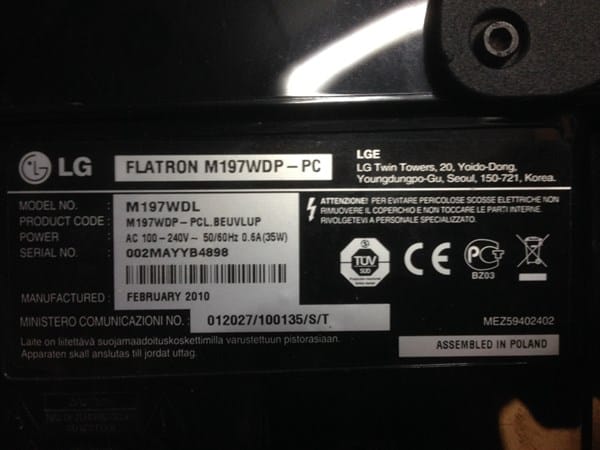 LG
FLATRON M197WDP-PC
LGE
LG Twin Towers, 20, Yoido-Dong,
Youngdungpo-Gu, Seoul, 150-721, Korea.
MODEL NO. : M197WDL
PRODUCT CODE : M197WDP-PCL.BEUVLUP
POWER : AC 100-240V~ 50/60Hz 0.6A(35W)
SERIAL NO. : 002MAYYB4898
MANUFACTURED : FEBRUARY 2010
MINISTERO COMUNICAZIONI NO. : 012027/100135/S/T
ATTENZIONE! PER EVITARE PERICOLOSE SCOSSE ELETTRICHE NON
RIMUOVERE IL COPERCHIO E NON TOCCARE LE PARTI INTERNE.
RIVOLGETEVI A PERSONALE SPECIALIZZATO.
TÜV
SÜD
CE
BZ03
MEZ59402402
ASSEMBLED IN POLAND
Laite on liitettävä suojamaadoituskoskettimilla varustettuun pistorasiaan.
Apparaten skall anslutas till jordat uttag.